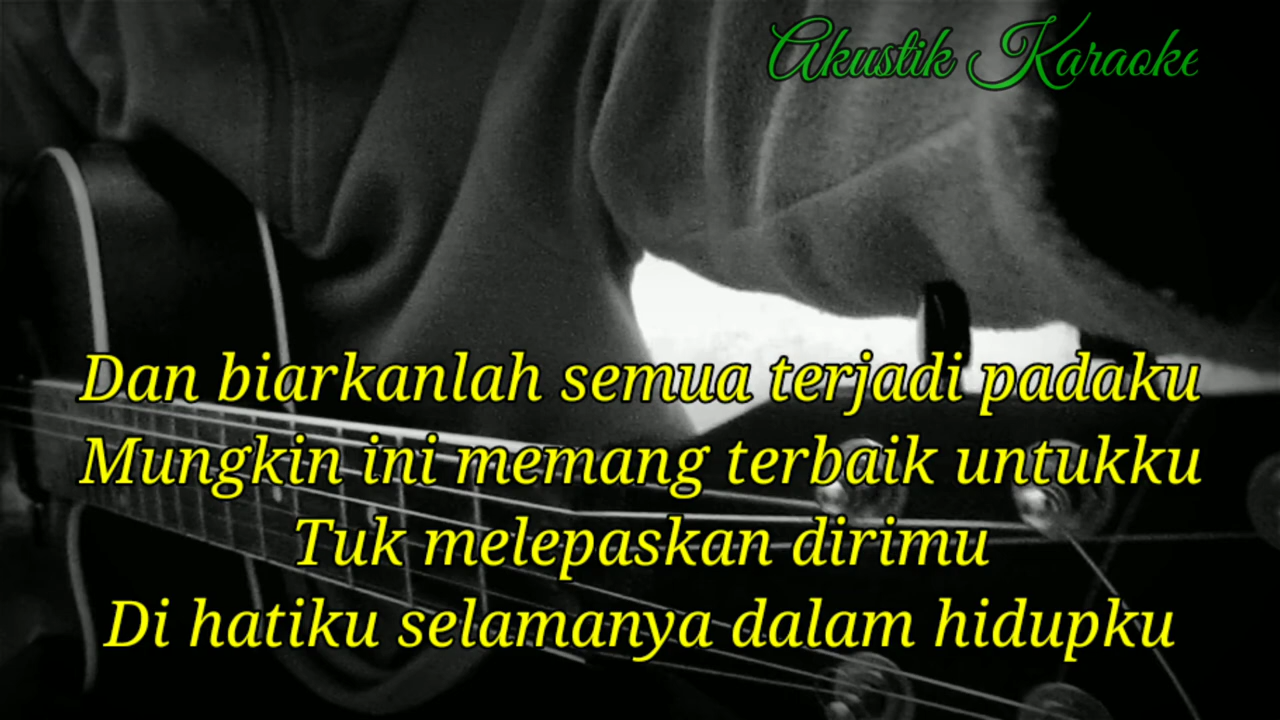 Akustik Karaoke
Dan biarkanlah semua terjadi padaku
Mungkin ini memang terbaik untukku
Tuk melepaskan dirimu
Di hatiku selamanya dalam hidupku